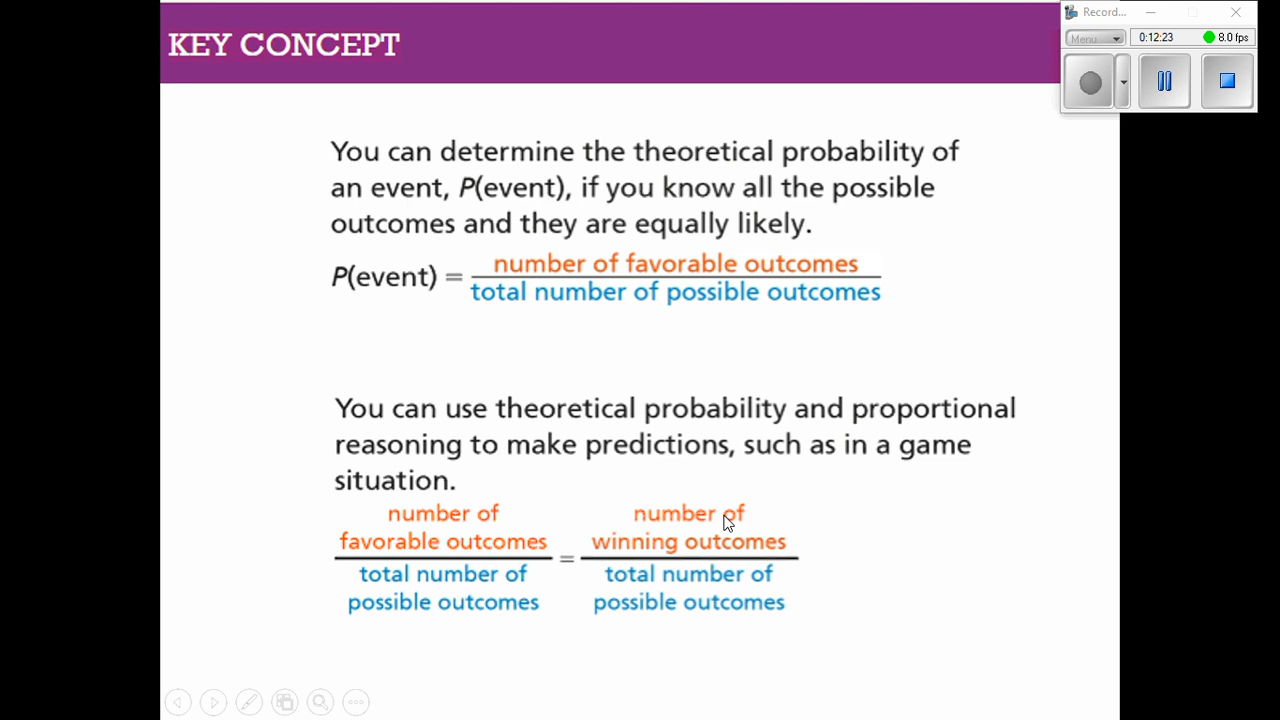 KEY CONCEPT
Record...
Menu
0:12:23
8.0 fps
You can determine the theoretical probability of
an event, P(event), if you know all the possible
outcomes and they are equally likely.
P(event) = number of favorable outcomes
total number of possible outcomes
You can use theoretical probability and proportional
reasoning to make predictions, such as in a game
situation.
number of
favorable outcomes
total number of
possible outcomes
=
number of
winning outcomes
total number of
possible outcomes